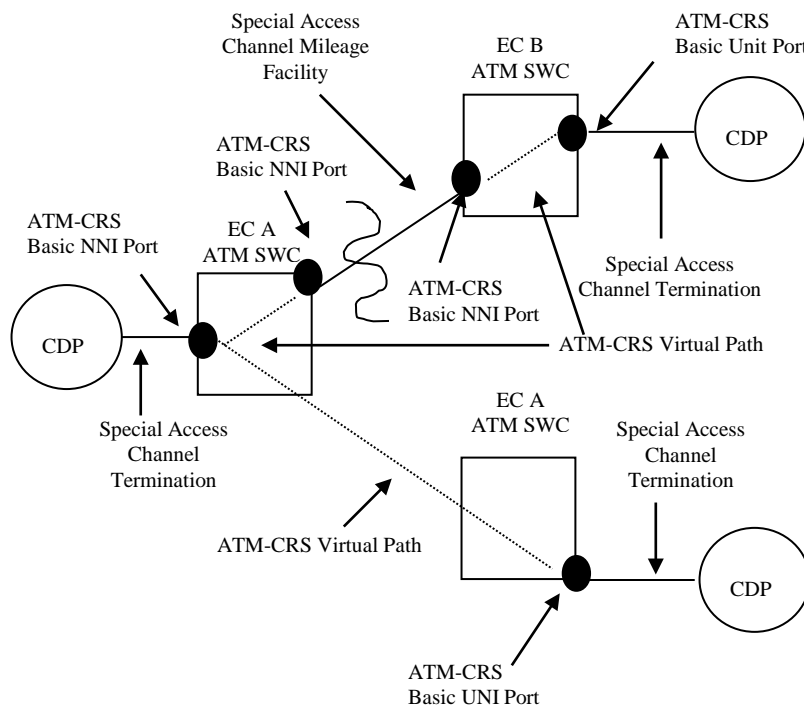 Special Access
Channel Mileage
Facility
EC B
ATM SWC
ATM-CRS
Basic Unit Port
CDP
ATM-CRS
Basic NNI Port
ATM-CRS
Basic NNI Port
EC A
ATM SWC
CDP
ATM-CRS
Basic NNI Port
Special Access
Channel Termination
ATM-CRS Virtual Path
Special Access
Channel
Termination
EC A
ATM SWC
Special Access
Channel
Termination
ATM-CRS Virtual Path
CDP
ATM-CRS
Basic UNI Port